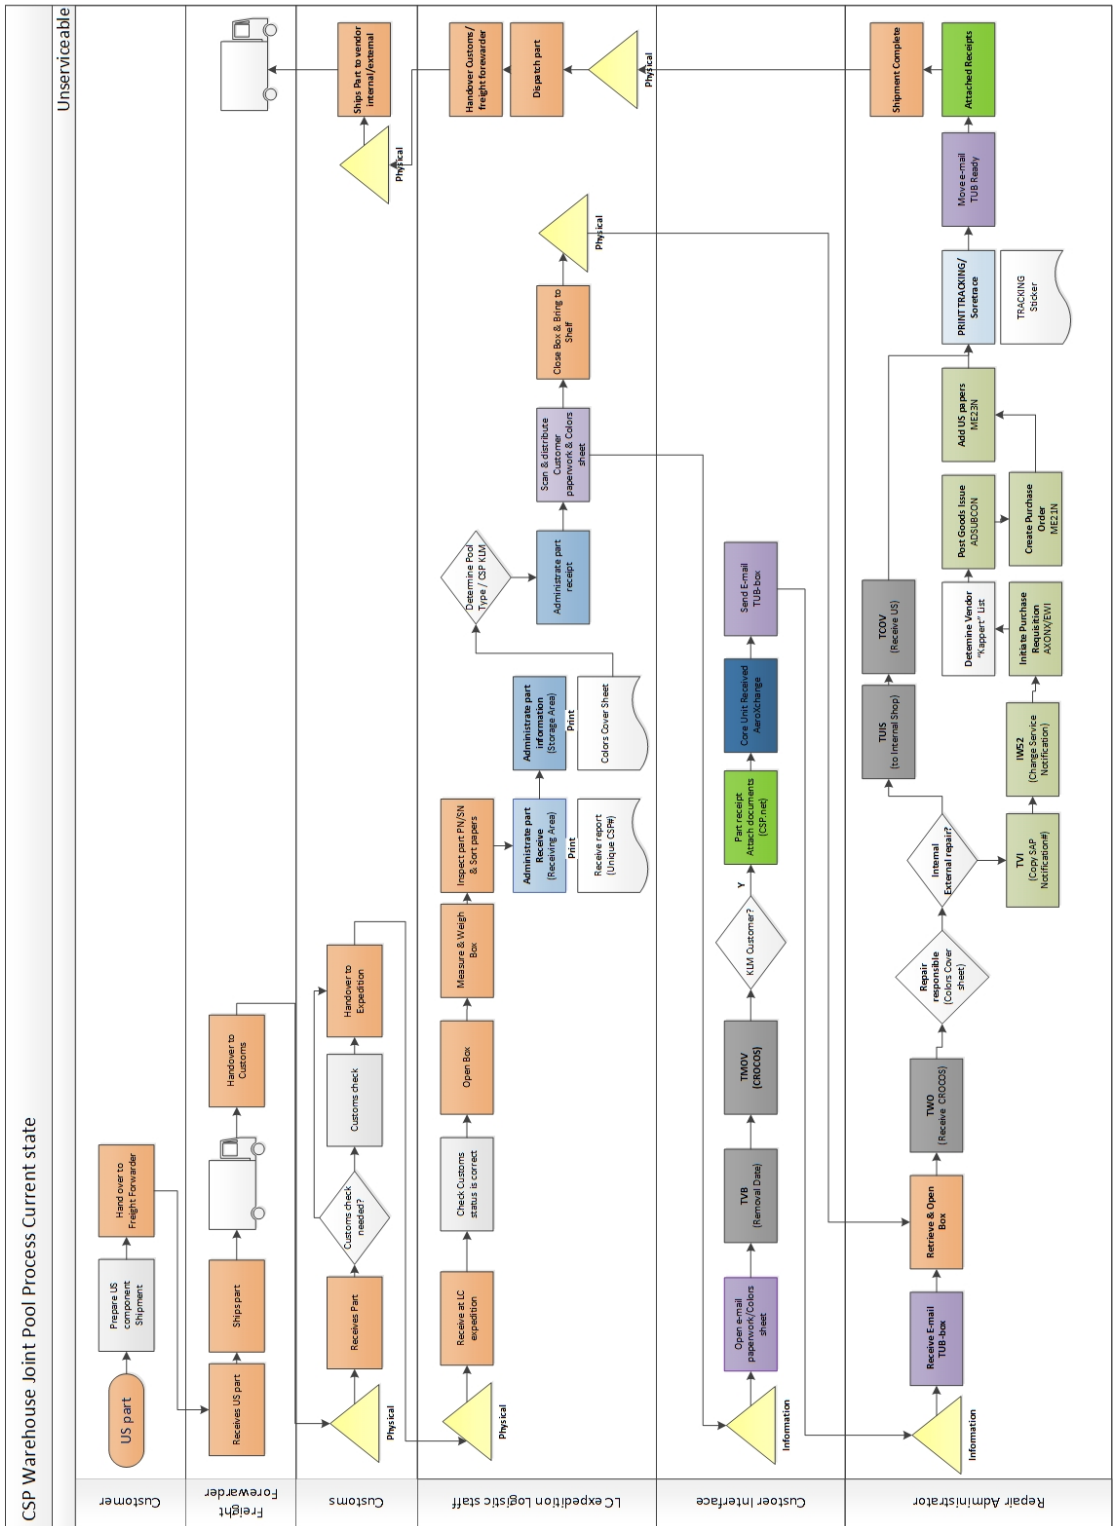 CSP Warehouse Joint Pool Process Current state
Unserviceable
Customer
US part
Prepare US
component
Shipment
Hand over to
Freight Forwarder
Freight
Forewarder
Receives US part
Ships part
Handover to
Customs
Customs
Physical
Receives Part
Customs check
needed?
Customs check
Handover to
Expedition
Physical
Ships Part to vendor
internal/external
LC expedition Logistic staff
Physical
Receive at LC
expedition
Check Customs
status is correct
Open Box
Measure & Weigh
Box
Inspect part PN/SN
& Sort papers
Administrate part
Receive
(Receiving Area)
Print
Receive report
(Unique CSP#)
Administrate part
information
(Storage Area)
Print
Colors Cover Sheet
Determine Pool
Type / CSP KLM
Administrate part
receipt
Scan & distribute
Customer
paperwork & Colors
sheet
Close Box & Bring to
Shelf
Physical
Handover Customs/
freight forewarder
Dispatch part
Physical
Custoer Interface
Information
Open e-mail
paperwork/Colors
sheet
TVB
(Removal Date)
TMOV
(CROCOS)
KLM Customer?
Y
Part receipt
Attach documents
(CSP.net)
Core Unit Received
AeroXchange
Send E-mail
TUB-box
Repair Administrator
Information
Receive E-mail
TUB-box
Retrieve & Open
Box
TWO
(Receive CROCOS)
Repair
responsible
(Colors Cover
sheet)
Internal
External repair?
TUIS
(to Internal Shop)
TCOV
(Receive US)
TVI
(Copy SAP
Notification#)
IW52
(Change Service
Notification)
Initiate Purchase
Requisition
AXONX/EWI
Detemine Vendor
"Kappert" List
Post Goods Issue
ADSUBCON
Create Purchase
Order
ME21N
Add US papers
ME23N
PRINT TRACKING/
Soretrace
TRACKING
Sticker
Move e-mail
TUB Ready
Attached Receipts
Shipment Complete